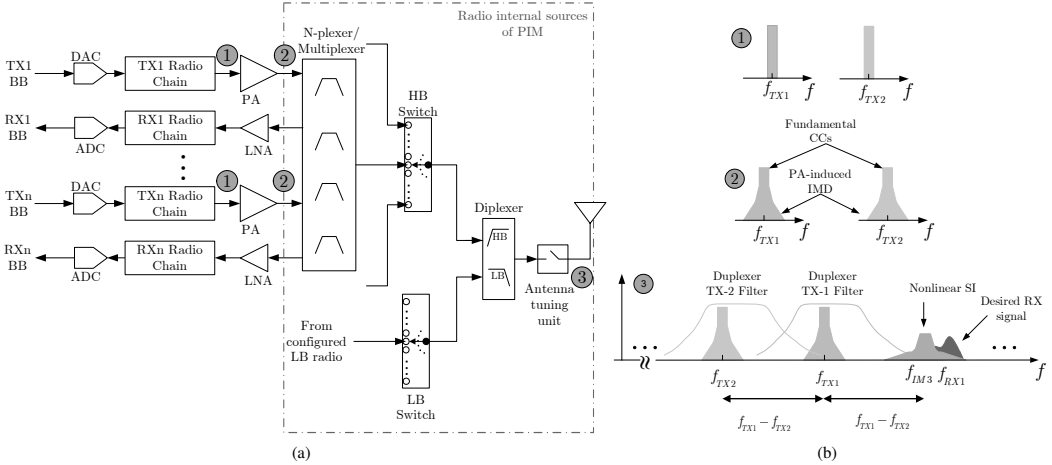 Radio internal sources
of PIM
N-plexer/
Multiplexer
TX1
BB
DAC
TX1 Radio
Chain
1
PA
2
RX1
BB
ADC
RX1 Radio
Chain
LNA
TXn
BB
DAC
TXn Radio
Chain
1
PA
2
RXn
BB
ADC
RXn Radio
Chain
LNA
HB
Switch
Diplexer
HB
LB
3
Antenna
tuning
unit
From
configured
LB radio
LB
Switch
(a)
1
f_TX1
f
f_TX2
f
Fundamental
CCs
2
PA-induced
IMD
f_TX1
f
f_TX2
f
3
Duplexer
TX-2 Filter
Duplexer
TX-1 Filter
Nonlinear SI
Desired RX
signal
f_TX2
f_TX1
f_IM3
f_RX1
f
f_TX1 − f_TX2
f_TX1 − f_TX2
(b)